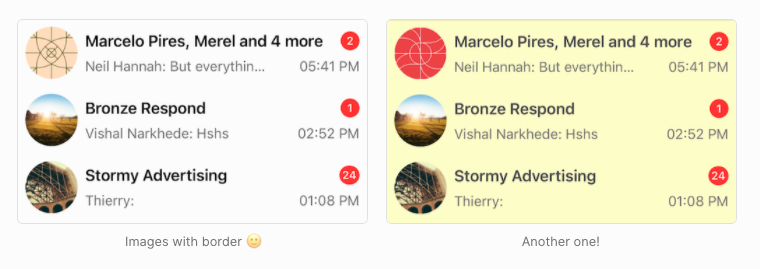 Marcelo Pires, Merel and 4 more 2
Neil Hannah: But everythin... 05:41 PM
Bronze Respond 1
Vishal Narkhede: Hshs 02:52 PM
Stormy Advertising 24
Thierry: 01:08 PM
Images with border 🙂
Marcelo Pires, Merel and 4 more 2
Neil Hannah: But everythin... 05:41 PM
Bronze Respond 1
Vishal Narkhede: Hshs 02:52 PM
Stormy Advertising 24
Thierry: 01:08 PM
Another one!